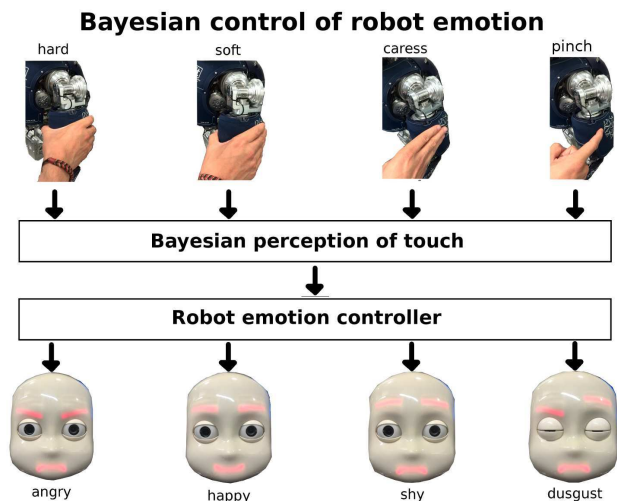 Bayesian control of robot emotion
hard soft caress pinch
Bayesian perception of touch
Robot emotion controller
angry happy shy dusgust